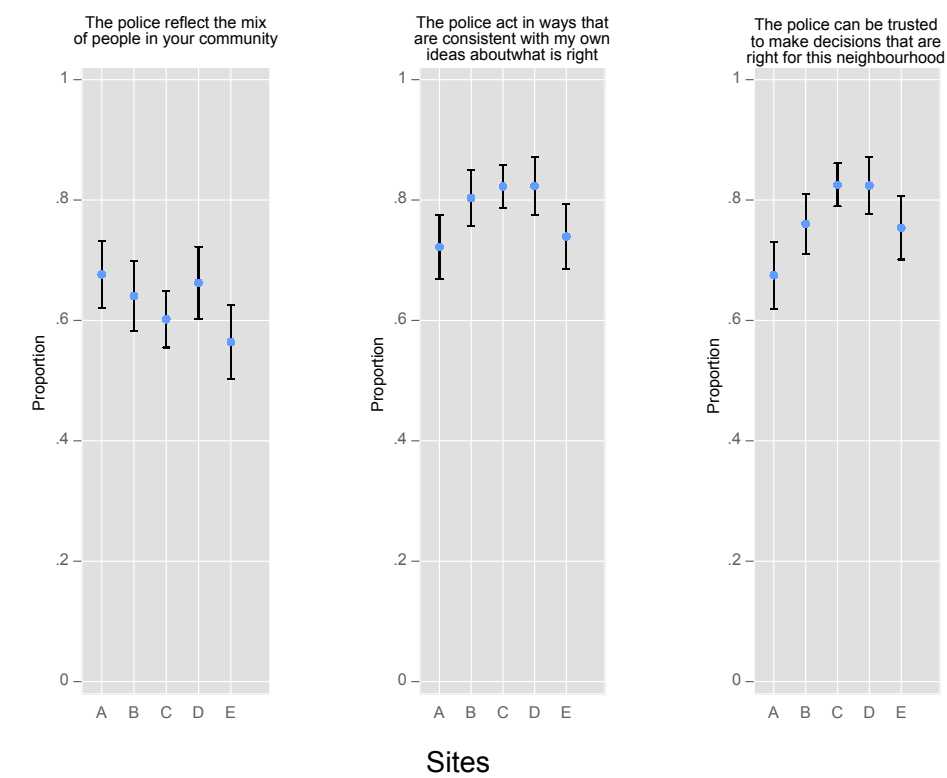 The police reflect the mix
of people in your community
1
.8
.6
.4
.2
0
Proportion
A B C D E
The police act in ways that
are consistent with my own
ideas aboutwhat is right
1
.8
.6
.4
.2
0
Proportion
A B C D E
The police can be trusted
to make decisions that are
right for this neighbourhood
1
.8
.6
.4
.2
0
Proportion
A B C D E
Sites